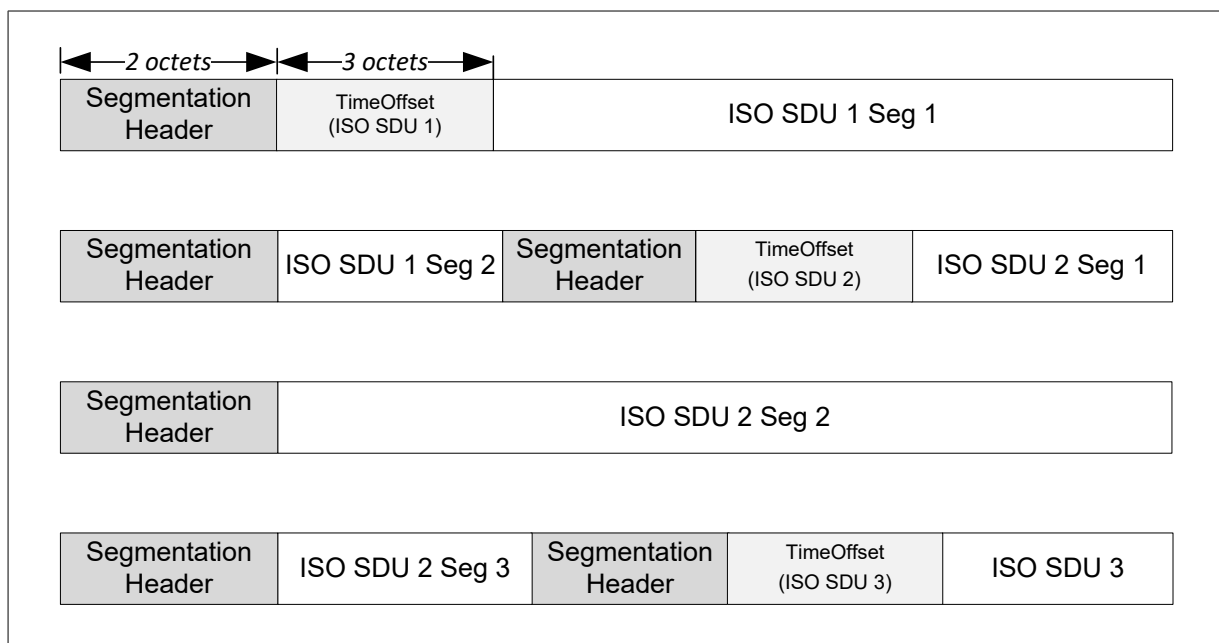 2 octets 3 octets
Segmentation
Header
TimeOffset
(ISO SDU 1)
ISO SDU 1 Seg 1
Segmentation
Header
ISO SDU 1 Seg 2
Segmentation
Header
TimeOffset
(ISO SDU 2)
ISO SDU 2 Seg 1
Segmentation
Header
ISO SDU 2 Seg 2
Segmentation
Header
ISO SDU 2 Seg 3
Segmentation
Header
TimeOffset
(ISO SDU 3)
ISO SDU 3